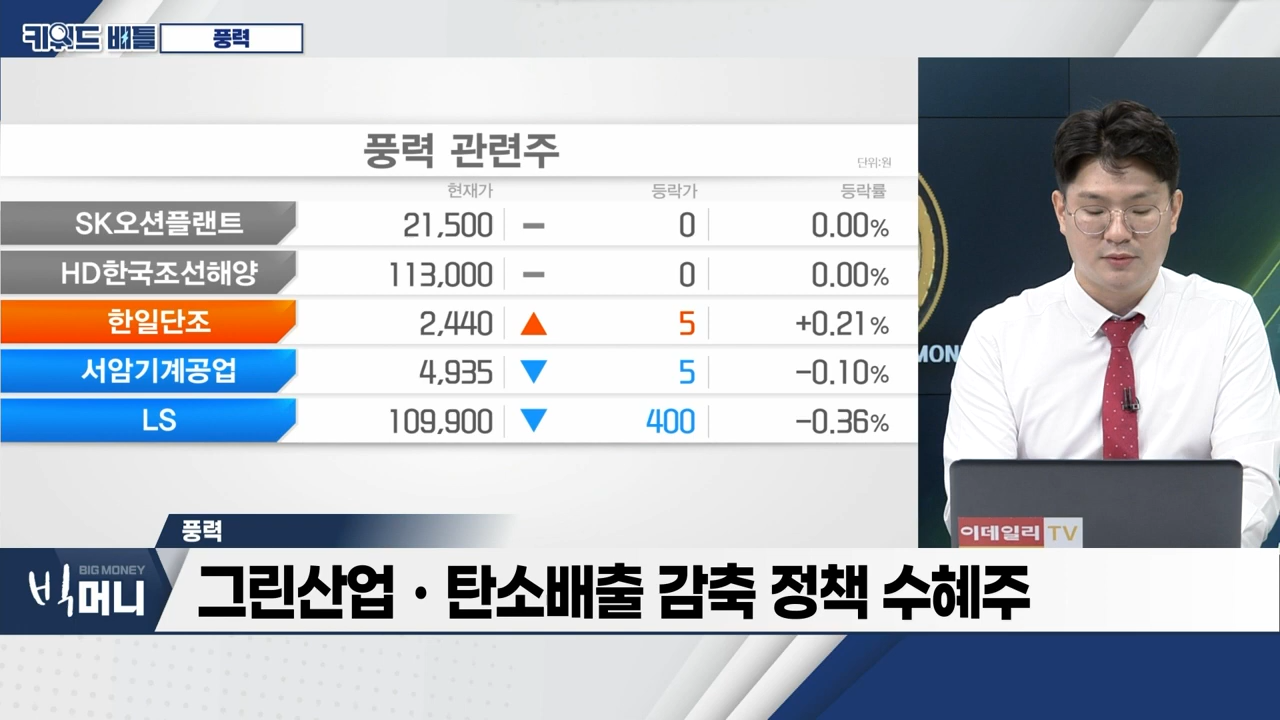 키워드 배틀 풍력
풍력 관련주
단위:원
현재가 등락가 등락률
SK오션플랜트 21,500 – 0 0.00%
HD한국조선해양 113,000 – 0 0.00%
한일단조 2,440 ▲ 5 +0.21%
서암기계공업 4,935 ▼ 5 -0.10%
LS 109,900 ▼ 400 -0.36%
MON
이데일리TV
풍력
BIG MONEY
빅머니
그린산업·탄소배출 감축 정책 수혜주